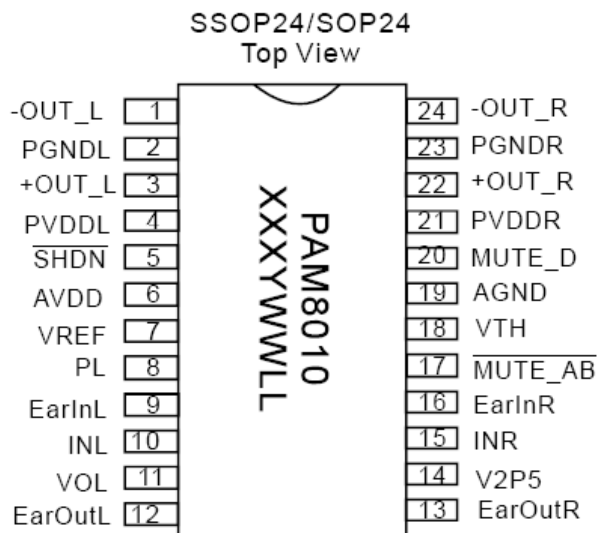 SSOP24/SOP24
Top View
-OUT_L 1 24 -OUT_R
PGNDL 2 23 PGNDR
+OUT_L 3 22 +OUT_R
PVDDL 4 21 PVDDR
SHDN 5 20 MUTE_D
AVDD 6 19 AGND
VREF 7 18 VTH
PL 8 17 MUTE_AB
EarInL 9 16 EarInR
INL 10 15 INR
VOL 11 14 V2P5
EarOutL 12 13 EarOutR
PAM8010
XXXYWWLL